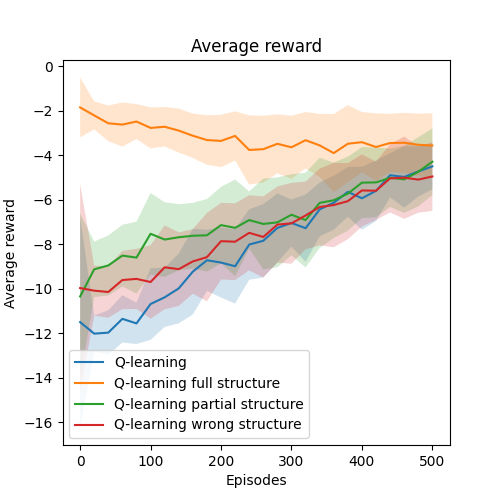 Average reward
0
−2
−4
−6
−8
−10
−12
−14
−16
Average reward
0
100
200
300
400
500
Episodes
Q-learning
Q-learning full structure
Q-learning partial structure
Q-learning wrong structure